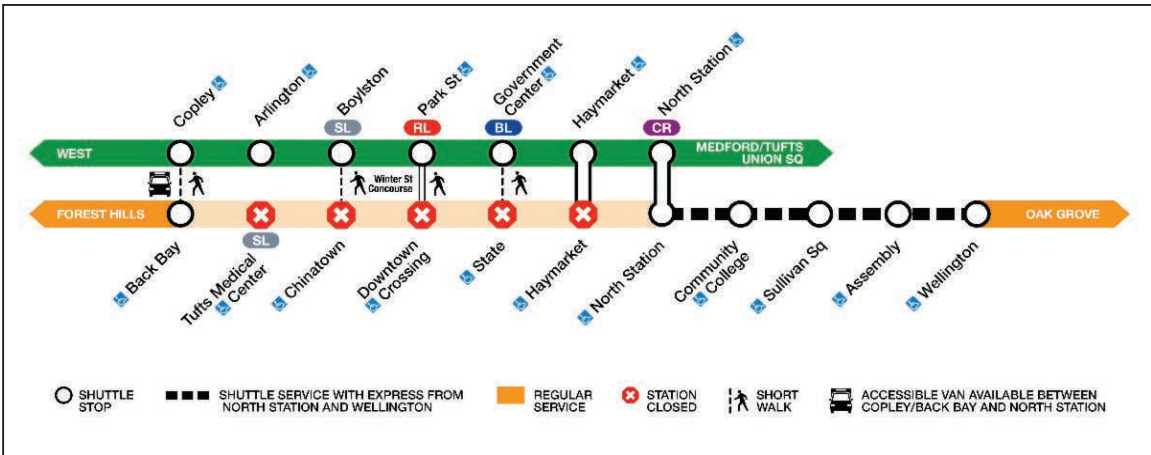 Copley
Arlington
Boylston
Park St
Government
Center
Haymarket
North Station
SL
RL
BL
CR
WEST
MEDFORD/TUFTS
UNION SQ
Winter St
Concourse
FOREST HILLS
OAK GROVE
SL
Back Bay
Tufts Medical
Center
Chinatown
Downtown
Crossing
State
Haymarket
North Station
Community
College
Sullivan Sq
Assembly
Wellington
SHUTTLE
STOP
SHUTTLE SERVICE WITH EXPRESS FROM
NORTH STATION AND WELLINGTON
REGULAR
SERVICE
STATION
CLOSED
SHORT
WALK
ACCESSIBLE VAN AVAILABLE BETWEEN
COPLEY/BACK BAY AND NORTH STATION